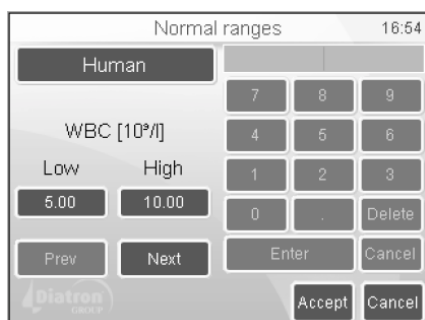 Normal ranges 16:54
Human
WBC [10⁹/l]
Low High
5.00 10.00
Prev Next
7 8 9
4 5 6
1 2 3
0 . Delete
Enter Cancel
Diatron
GROUP
Accept Cancel